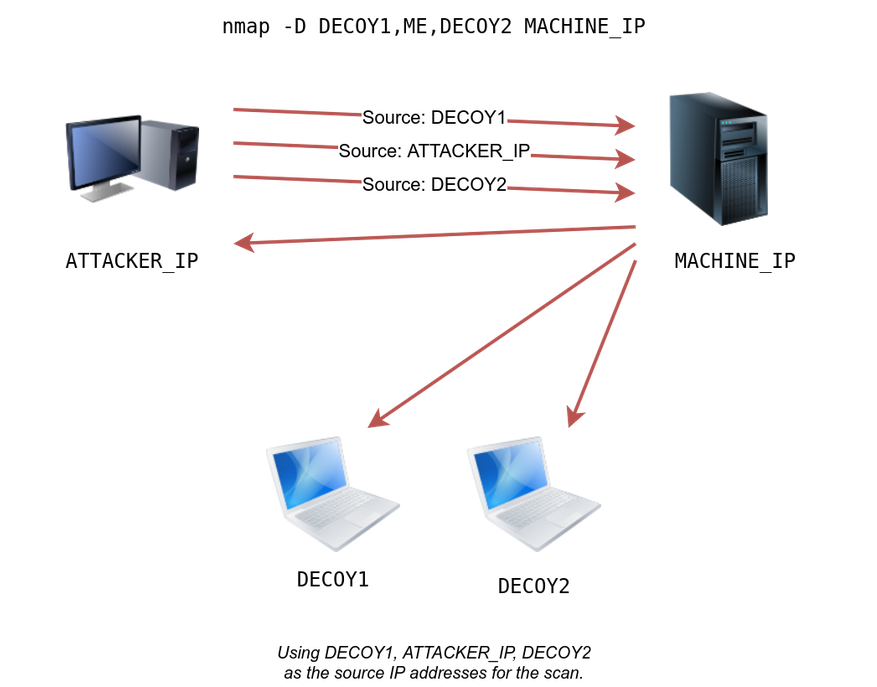 nmap -D DECOY1,ME,DECOY2 MACHINE_IP
Source: DECOY1
Source: ATTACKER_IP
Source: DECOY2
ATTACKER_IP
MACHINE_IP
DECOY1
DECOY2
Using DECOY1, ATTACKER_IP, DECOY2
as the source IP addresses for the scan.